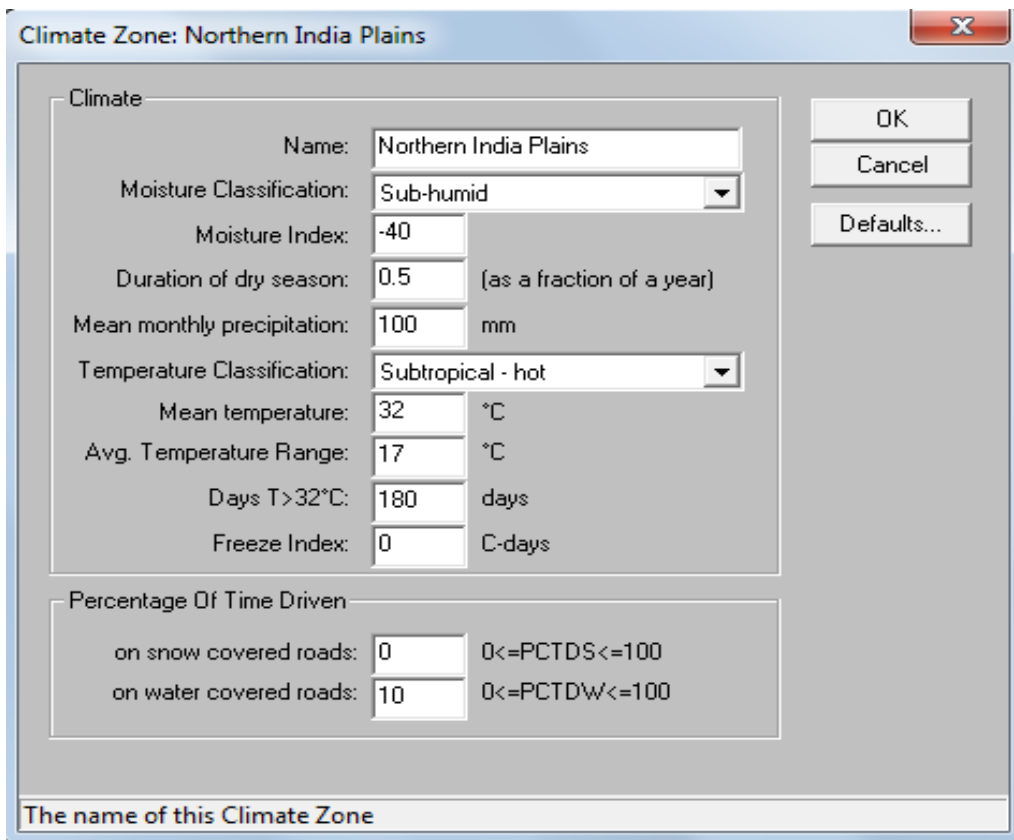 Climate Zone: Northern India Plains
Climate
OK
Name: Northern India Plains
Cancel
Moisture Classification: Sub-humid
Defaults...
Moisture Index: -40
Duration of dry season: 0.5 (as a fraction of a year)
Mean monthly precipitation: 100 mm
Temperature Classification: Subtropical - hot
Mean temperature: 32 °C
Avg. Temperature Range: 17 °C
Days T>32°C: 180 days
Freeze Index: 0 C-days
Percentage Of Time Driven
on snow covered roads: 0 0<=PCTDS<=100
on water covered roads: 10 0<=PCTDW<=100
The name of this Climate Zone